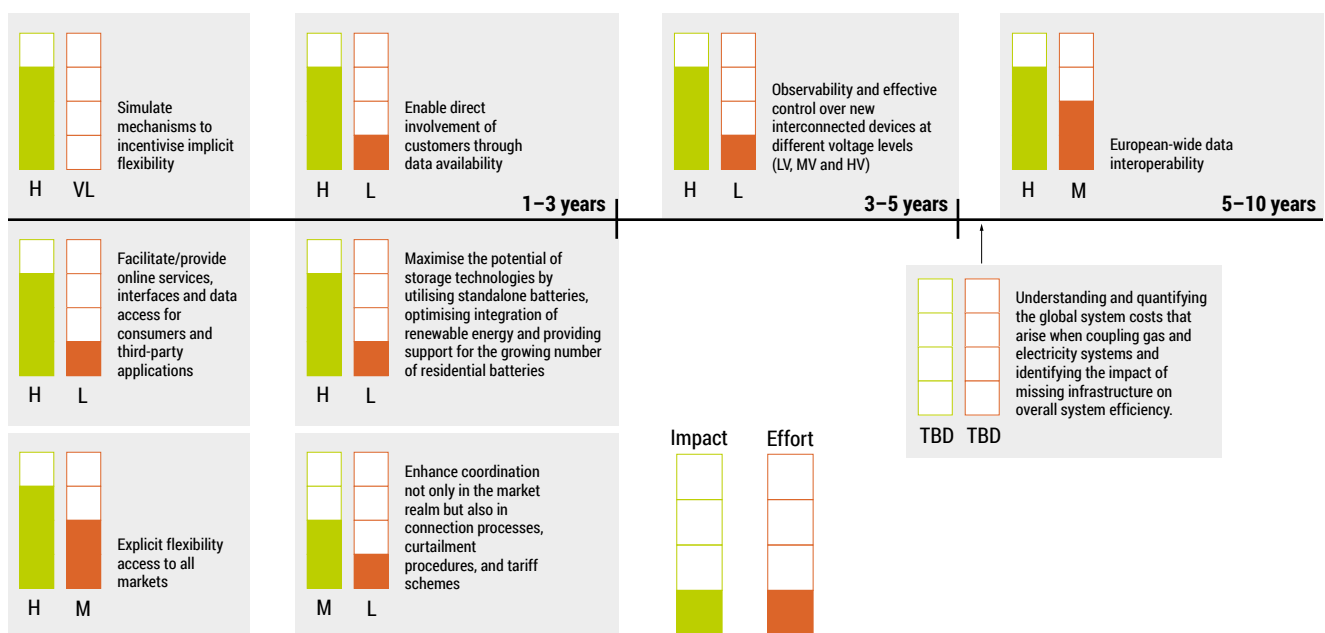 Simulate
mechanisms to
incentivise implicit
flexibility
H VL
Enable direct
involvement of
customers through
data availability
H L
1–3 years
Observability and effective
control over new
interconnected devices at
different voltage levels
(LV, MV and HV)
H L
3–5 years
European-wide data
interoperability
H M
5–10 years
Facilitate/provide
online services,
interfaces and data
access for
consumers and
third-party
applications
H L
Maximise the potential of
storage technologies by
utilising standalone batteries,
optimising integration of
renewable energy and providing
support for the growing number
of residential batteries
H L
Understanding and quantifying
the global system costs that
arise when coupling gas and
electricity systems and
identifying the impact of
missing infrastructure on
overall system efficiency.
TBD TBD
Explicit flexibility
access to all
markets
H M
Enhance coordination
not only in the market
realm but also in
connection processes,
curtailment
procedures, and tariff
schemes
M L
Impact Effort